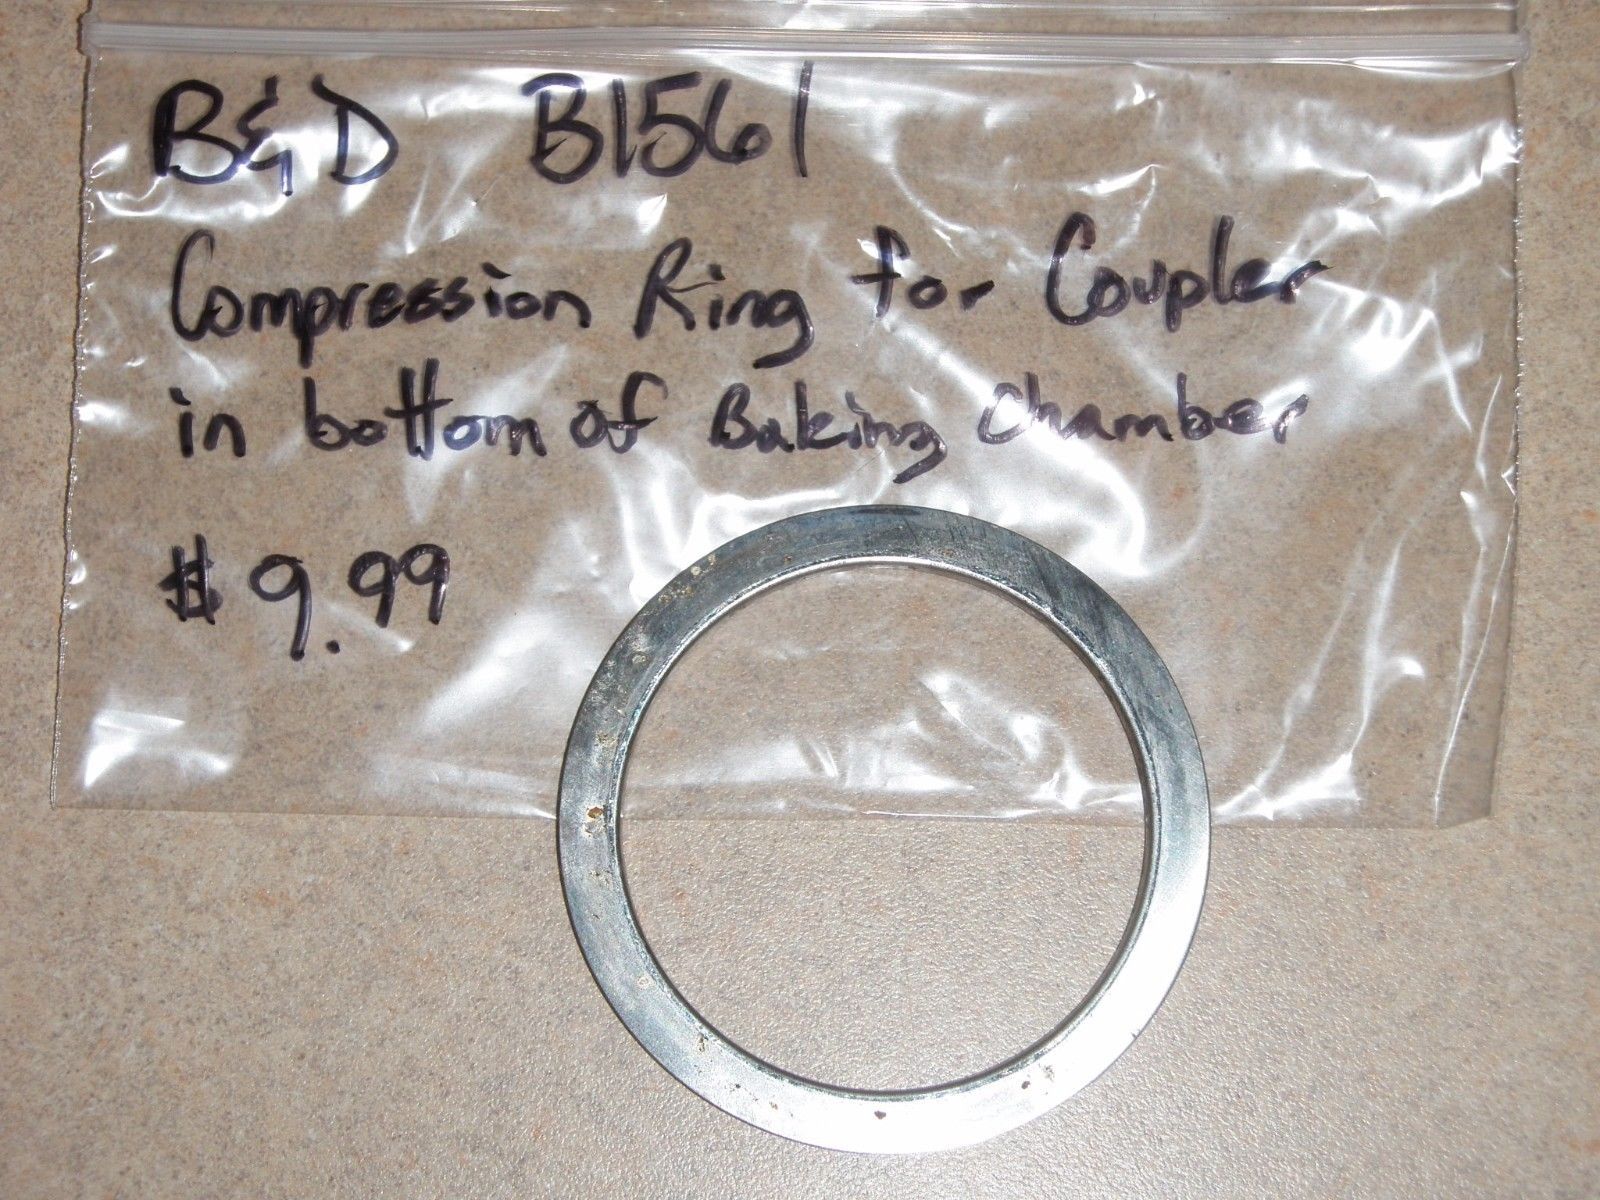 B&D B1561
Compression Ring for Coupler
in bottom of Baking Chamber
$9.99